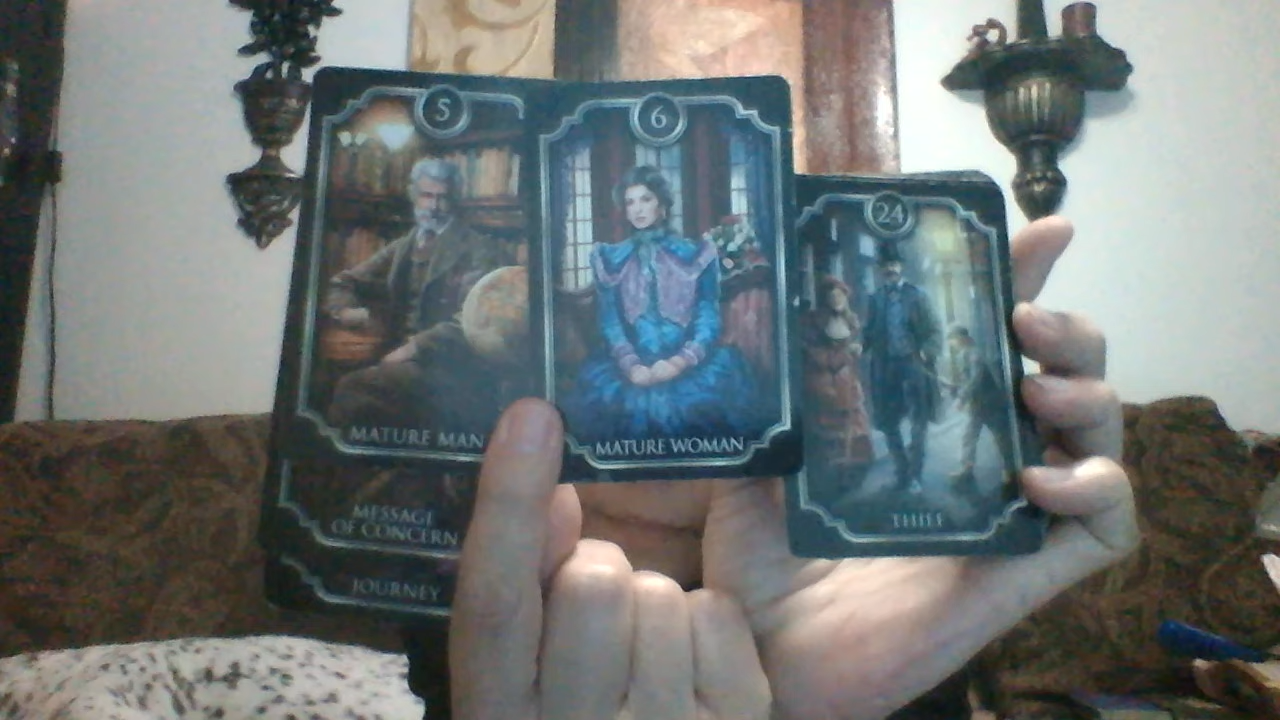 5
MATURE MAN
MESSAGE
OF CONCERN
JOURNEY
6
MATURE WOMAN
24
THIEF